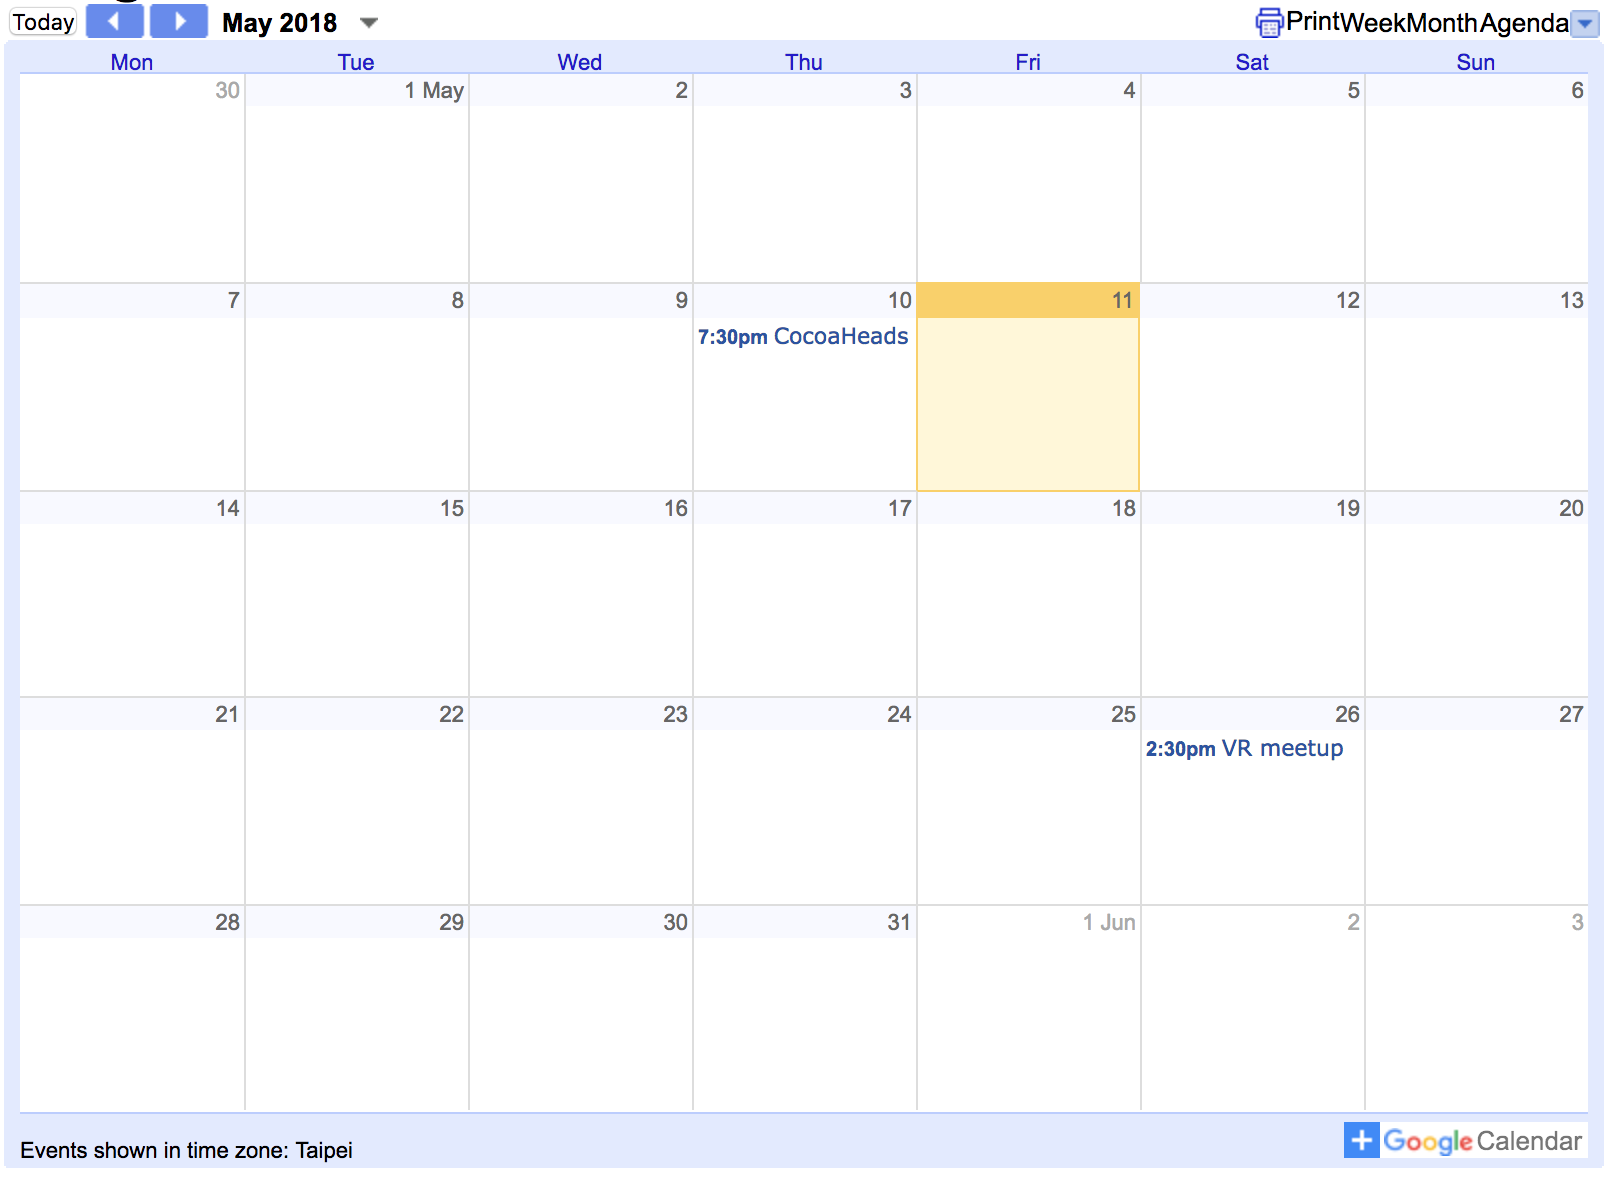 Today May 2018 Print Week Month Agenda
Mon Tue Wed Thu Fri Sat Sun
30 1 May 2 3 4 5 6
7 8 9 10 11 12 13
7:30pm CocoaHeads
14 15 16 17 18 19 20
21 22 23 24 25 26 27
2:30pm VR meetup
28 29 30 31 1 Jun 2 3
Events shown in time zone: Taipei
+ Google Calendar